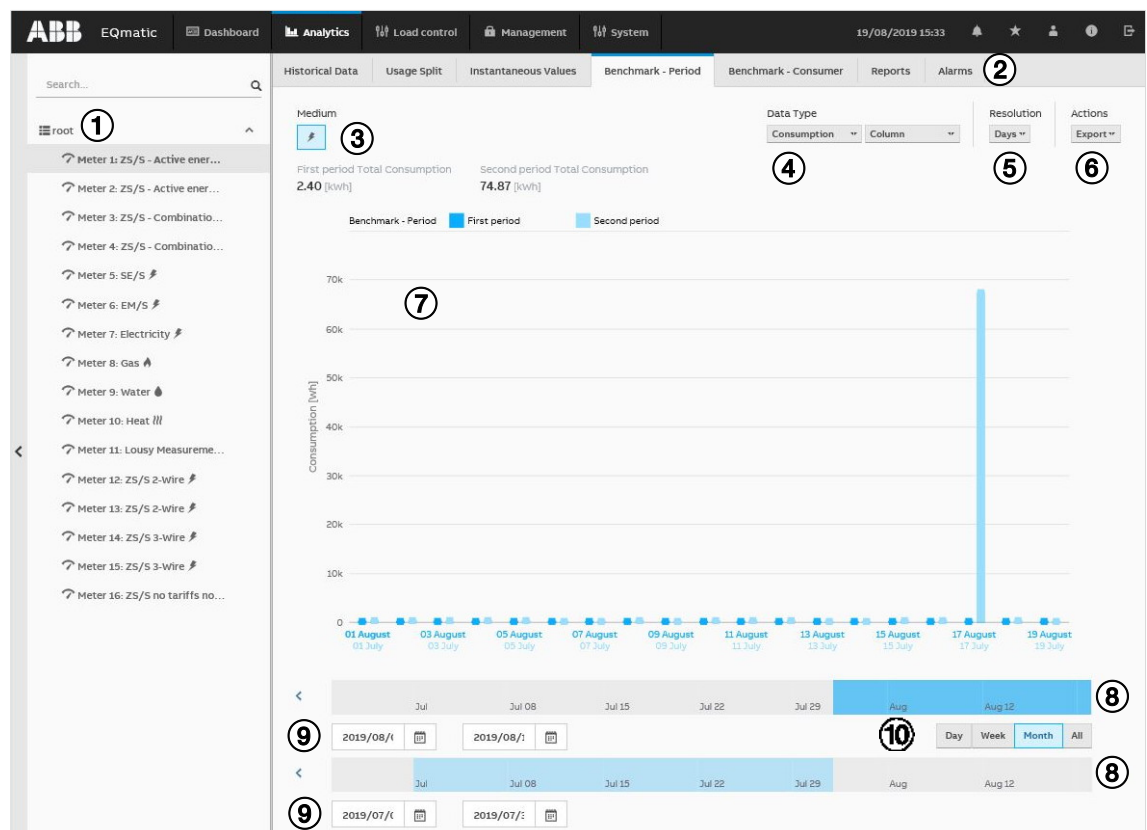 ABB EQmatic Dashboard Analytics Load control Management System 19/08/2019 15:33
Search...
Historical Data Usage Split Instantaneous Values Benchmark - Period Benchmark - Consumer Reports Alarms 2
root 1
Meter 1: ZS/S - Active ener...
Meter 2: ZS/S - Active ener...
Meter 3: ZS/S - Combinatio...
Meter 4: ZS/S - Combinatio...
Meter 5: SE/S
Meter 6: EM/S
Meter 7: Electricity
Meter 8: Gas
Meter 9: Water
Meter 10: Heat
Meter 11: Lousy Measureme...
Meter 12: ZS/S 2-Wire
Meter 13: ZS/S 2-Wire
Meter 14: ZS/S 3-Wire
Meter 15: ZS/S 3-Wire
Meter 16: ZS/S no tariffs no...
Medium
3
Data Type
Consumption Column
4
Resolution
Days
5
Actions
Export
6
First period Total Consumption Second period Total Consumption
2.40 [kWh] 74.87 [kWh]
Benchmark - Period First period Second period
7
Consumption [Wh]
70k
60k
50k
40k
30k
20k
10k
0
01 August 03 August 05 August 07 August 09 August 11 August 13 August 15 August 17 August 19 August
01 July 03 July 05 July 07 July 09 July 11 July 13 July 15 July 17 July 19 July
Jul Jul 08 Jul 15 Jul 22 Jul 29 Aug Aug 12 8
9 2019/08/ 2019/08/ 10 Day Week Month All
Jul Jul 08 Jul 15 Jul 22 Jul 29 Aug Aug 12 8
9 2019/07/ 2019/07/